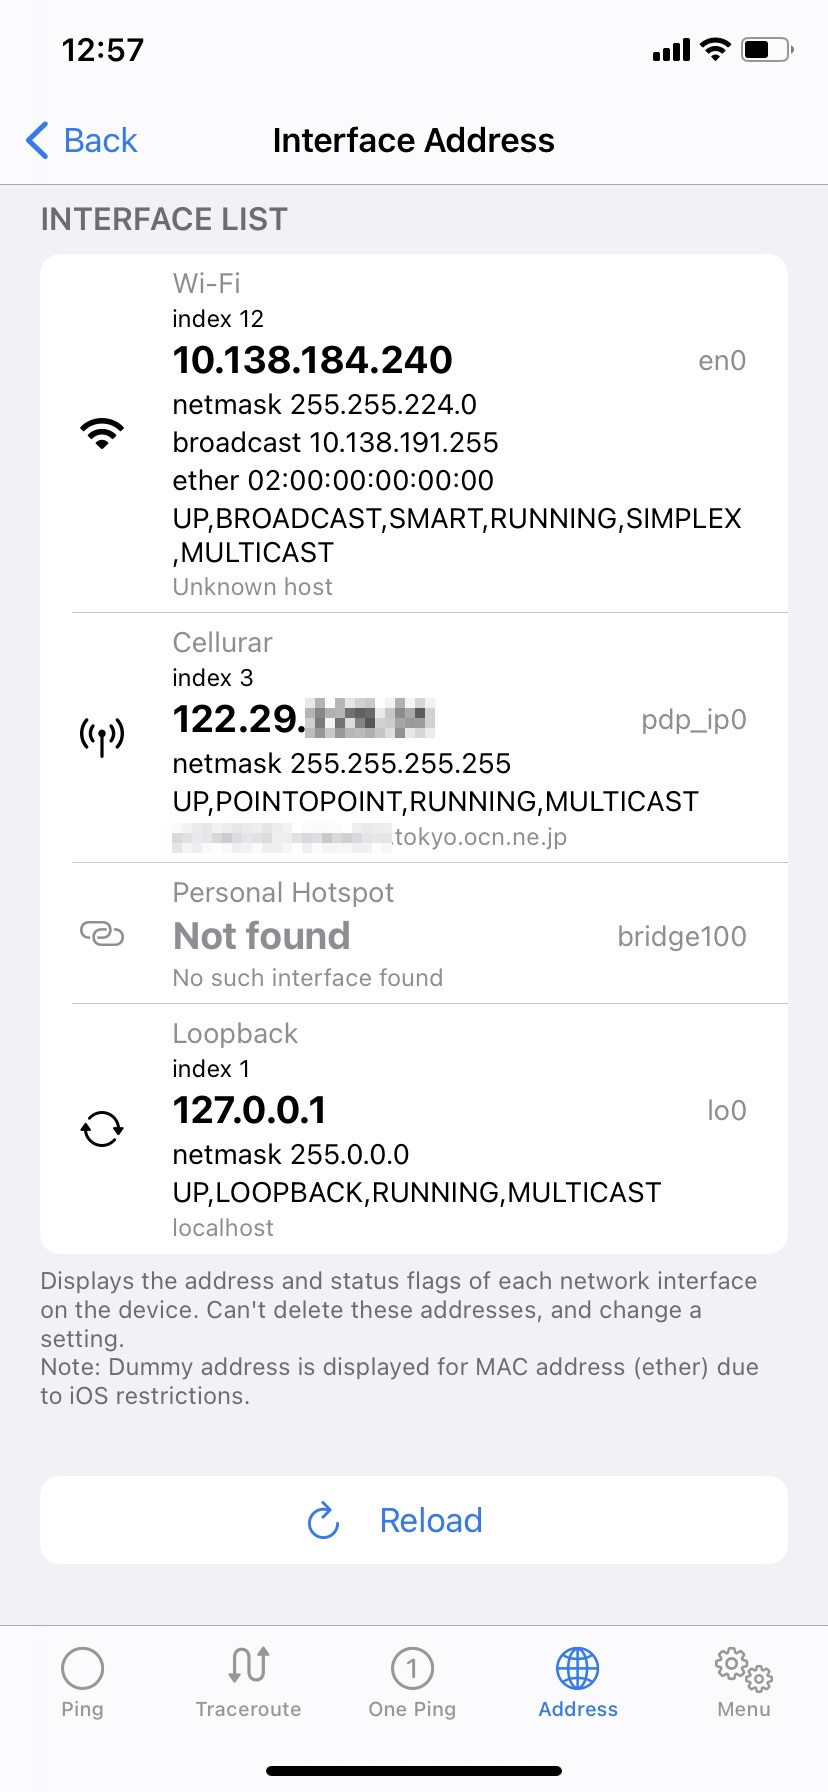 12:57
Back
Interface Address
INTERFACE LIST
Wi-Fi
index 12
10.138.184.240
en0
netmask 255.255.224.0
broadcast 10.138.191.255
ether 02:00:00:00:00:00
UP,BROADCAST,SMART,RUNNING,SIMPLEX
,MULTICAST
Unknown host
Cellurar
index 3
122.29.
pdp_ip0
netmask 255.255.255.255
UP,POINTOPOINT,RUNNING,MULTICAST
.tokyo.ocn.ne.jp
Personal Hotspot
Not found
bridge100
No such interface found
Loopback
index 1
127.0.0.1
lo0
netmask 255.0.0.0
UP,LOOPBACK,RUNNING,MULTICAST
localhost
Displays the address and status flags of each network interface
on the device. Can't delete these addresses, and change a
setting.
Note: Dummy address is displayed for MAC address (ether) due
to iOS restrictions.
Reload
1
Ping
Traceroute
One Ping
Address
Menu